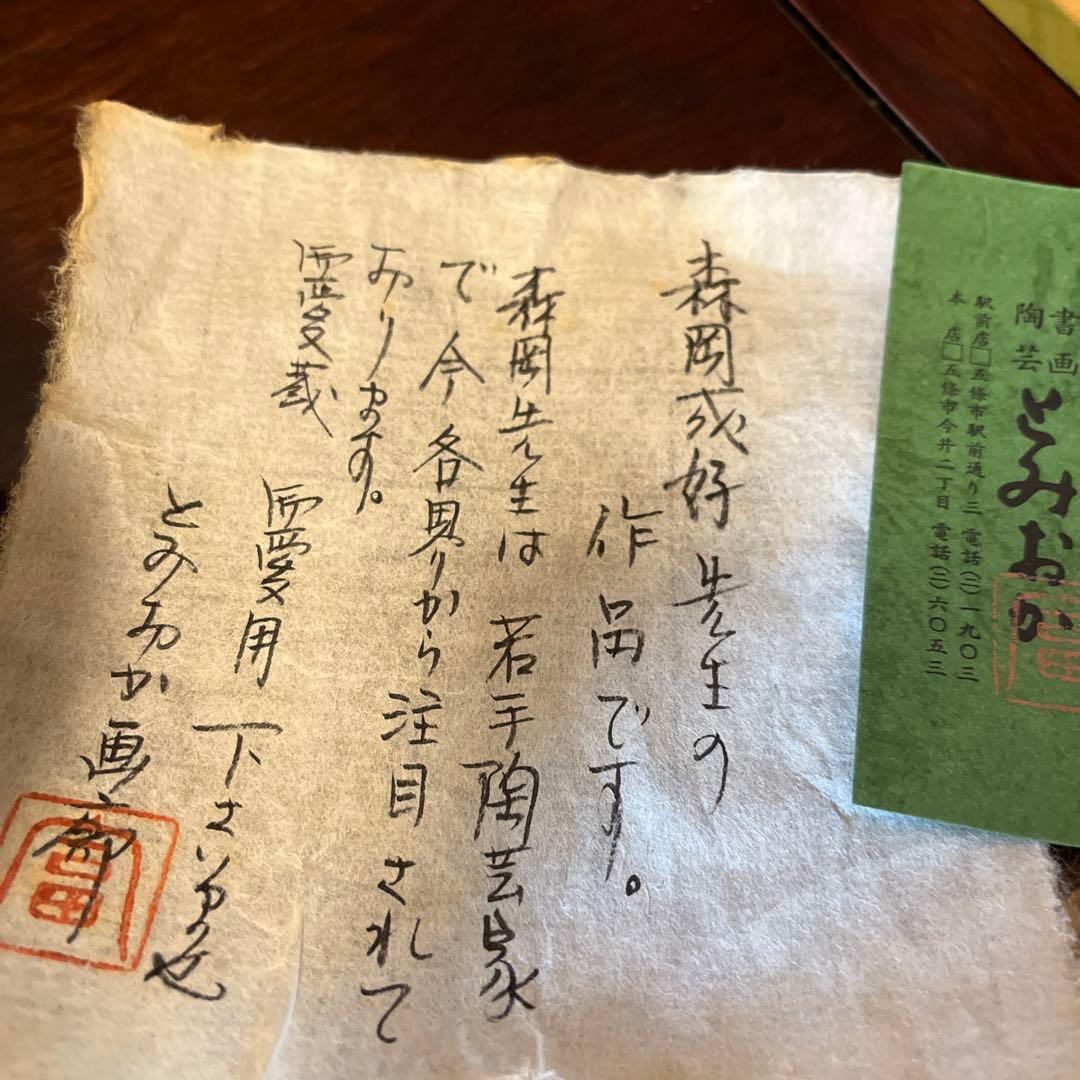 書画
陶芸
とみおか
駅前店□五條市駅前通り三 電話(二)一九〇三
本店□五條市今井二丁目 電話(二)六〇五三
森岡成好先生の
作品です。
森岡先生は 若手陶芸家
で今各界から注目されて
おります。
御愛蔵
御愛用下さいませ
とみおか画廊